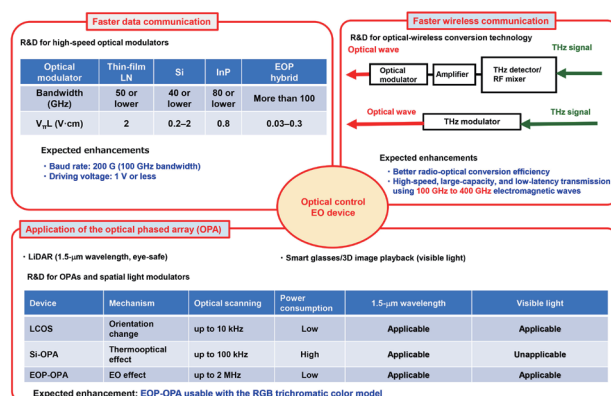 Faster data communication
R&D for high-speed optical modulators
Optical modulator Thin-film LN Si InP EOP hybrid
Bandwidth (GHz) 50 or lower 40 or lower 80 or lower More than 100
VπL (V·cm) 2 0.2–2 0.8 0.03–0.3
Expected enhancements
・Baud rate: 200 G (100 GHz bandwidth)
・Driving voltage: 1 V or less
Faster wireless communication
R&D for optical-wireless conversion technology
Optical wave
THz signal
Optical modulator
Amplifier
THz detector/
RF mixer
Optical wave
THz signal
THz modulator
Expected enhancements
・Better radio-optical conversion efficiency
・High-speed, large-capacity, and low-latency transmission
using 100 GHz to 400 GHz electromagnetic waves
Optical control
EO device
Application of the optical phased array (OPA)
・LiDAR (1.5-μm wavelength, eye-safe)
・Smart glasses/3D image playback (visible light)
R&D for OPAs and spatial light modulators
Device Mechanism Optical scanning Power consumption 1.5-μm wavelength Visible light
LCOS Orientation change up to 10 kHz Low Applicable Applicable
Si-OPA Thermooptical effect up to 100 kHz High Applicable Unapplicable
EOP-OPA EO effect up to 2 MHz Low Applicable Applicable
Expected enhancement: EOP-OPA usable with the RGB trichromatic color model